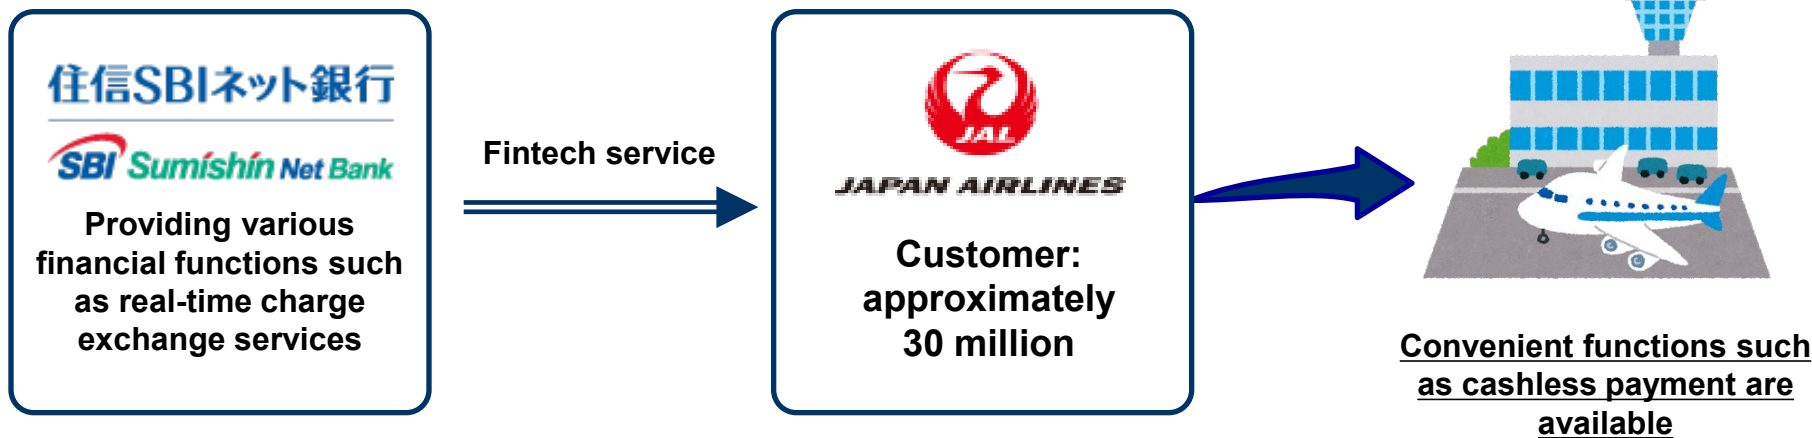 住信SBIネット銀行
SBI Sumishin Net Bank
Providing various
financial functions such
as real-time charge
exchange services
Fintech service
JAL
JAPAN AIRLINES
Customer:
approximately
30 million
Convenient functions such
as cashless payment are
available